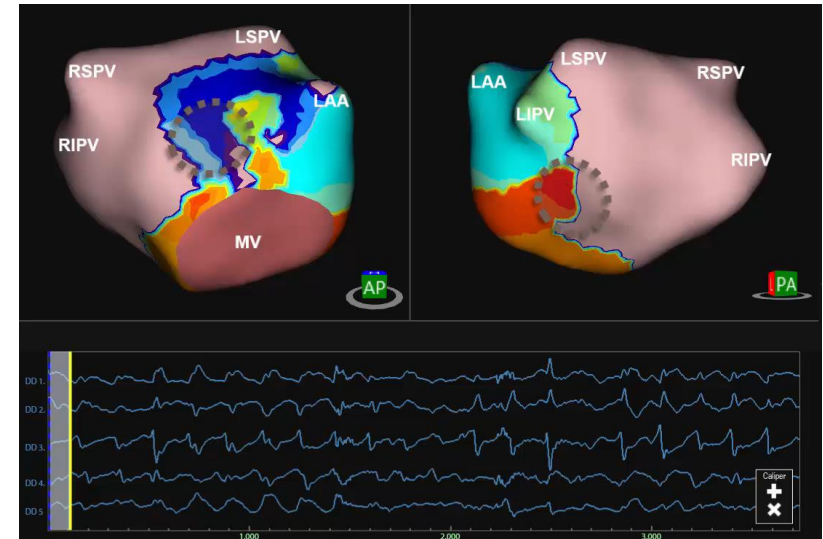 LSPV
RSPV
LAA
RIPV
MV
AP
LSPV
RSPV
LAA
LIPV
RIPV
PA
DD 1.
DD 2.
DD 3.
DD 4.
DD 5
Caliper
1,000
2,000
3,000